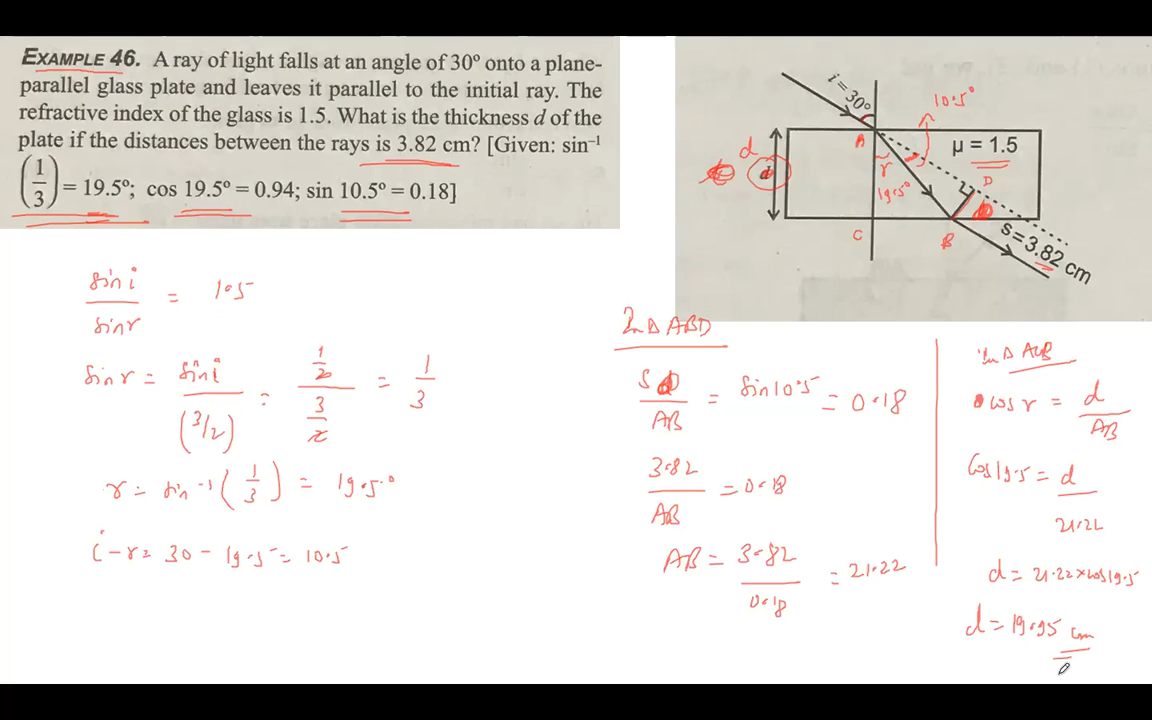 EXAMPLE 46. A ray of light falls at an angle of 30º onto a plane-
parallel glass plate and leaves it parallel to the initial ray. The
refractive index of the glass is 1.5. What is the thickness d of the
plate if the distances between the rays is 3.82 cm? [Given: sin⁻¹
(1/3) = 19.5º; cos 19.5º = 0.94; sin 10.5º = 0.18]
i = 30º
10.5°
A
μ = 1.5
d
d
r
19.5°
D
C
B
s = 3.82 cm
sin i / sin r = 1.5
sin r = sin i / (3/2) = (1/2) / (3/2) = 1/3
r = sin⁻¹ (1/3) = 19.5°
i - r = 30 - 19.5 = 10.5
In Δ ABD
S / AB = sin 10.5 = 0.18
3.82 / AB = 0.18
AB = 3.82 / 0.18 = 21.22
In Δ ACB
cos r = d / AB
cos 19.5 = d / 21.22
d = 21.22 × cos 19.5
d = 19.95 cm